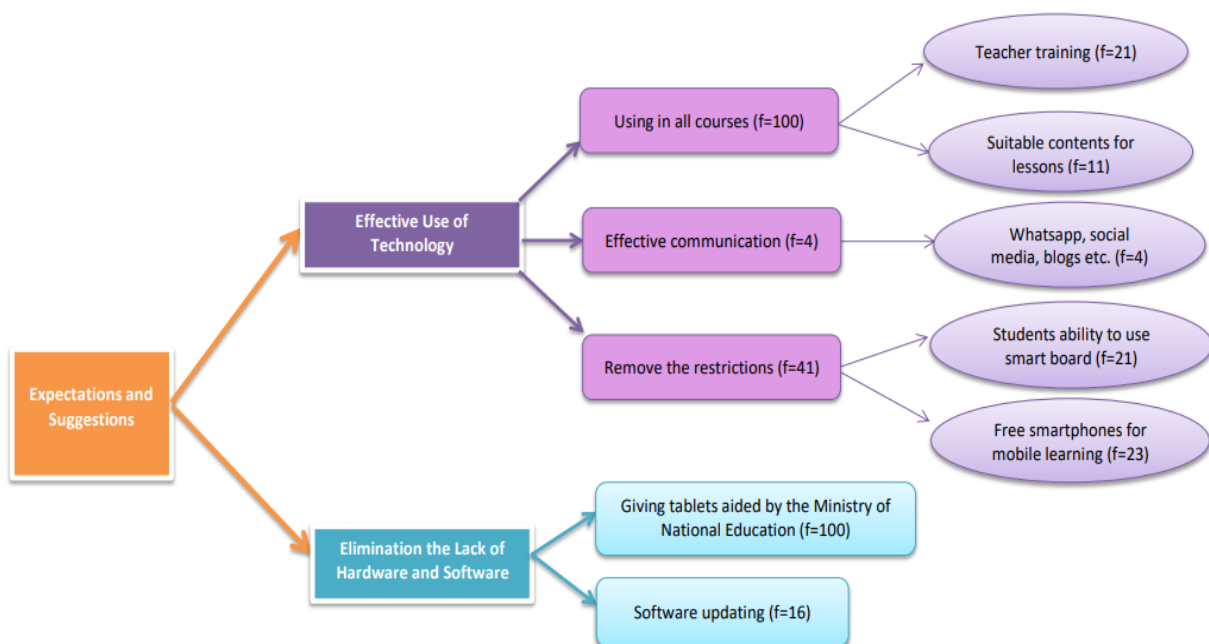 Teacher training (f=21)
Using in all courses (f=100)
Suitable contents for
lessons (f=11)
Effective Use of
Technology
Effective communication (f=4)
Whatsapp, social
media, blogs etc. (f=4)
Remove the restrictions (f=41)
Students ability to use
smart board (f=21)
Free smartphones for
mobile learning (f=23)
Expectations and
Suggestions
Elimination the Lack of
Hardware and Software
Giving tablets aided by the Ministry of
National Education (f=100)
Software updating (f=16)